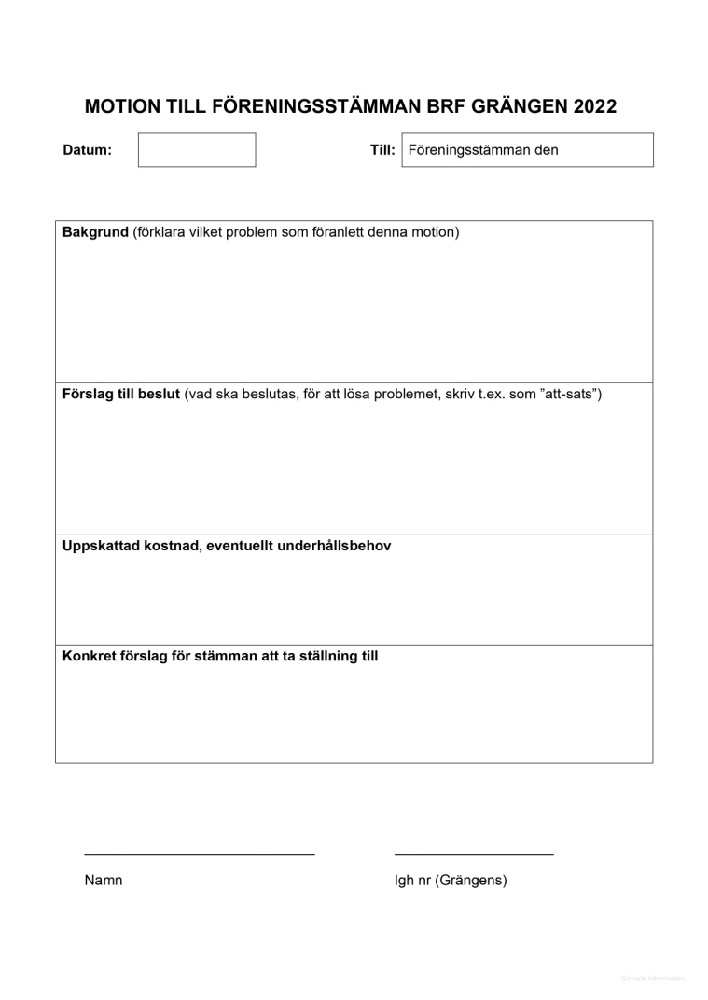 MOTION TILL FÖRENINGSSTÄMMAN BRF GRÄNGEN 2022
Datum: Till: Föreningsstämman den
Bakgrund (förklara vilket problem som föranlett denna motion)
Förslag till beslut (vad ska beslutas, för att lösa problemet, skriv t.ex. som ”att-sats”)
Uppskattad kostnad, eventuellt underhållsbehov
Konkret förslag för stämman att ta ställning till
Namn lgh nr (Grängens)
General Information